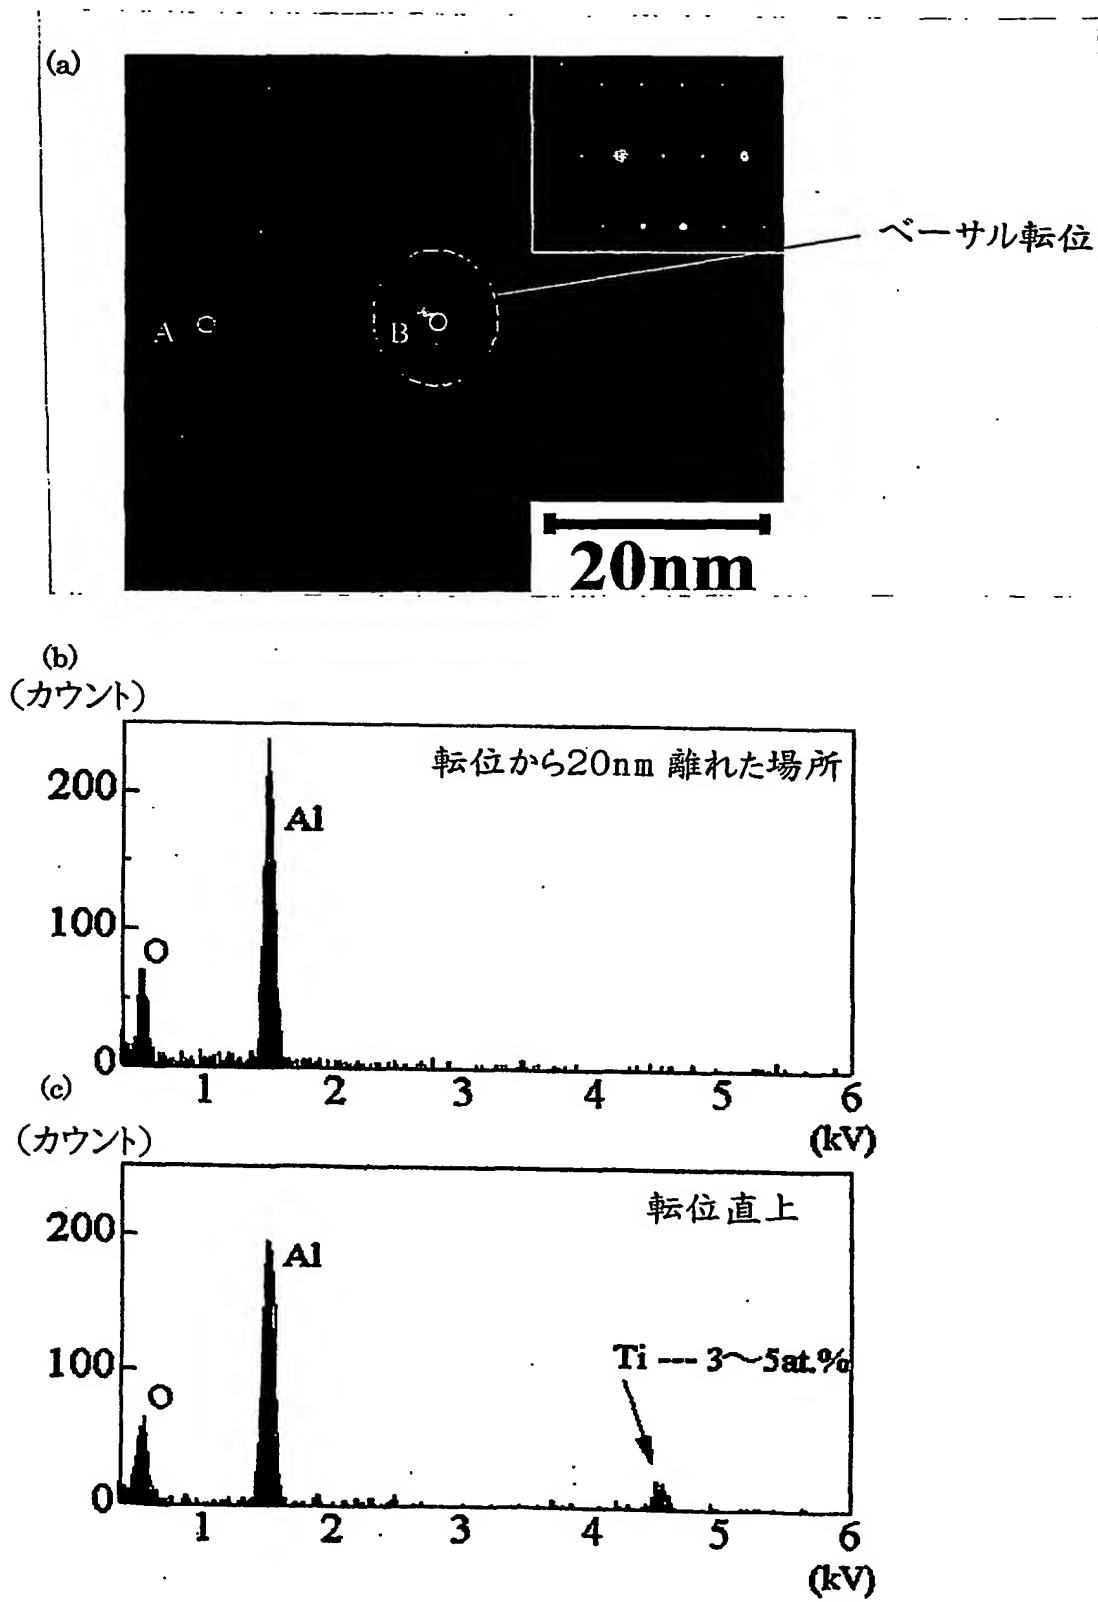 (a)
ベーサル転位
A
B
20nm
(b)
(カウント)
転位から20nm 離れた場所
200
Al
100
O
0
1 2 3 4 5 6
(kV)
(c)
(カウント)
転位直上
200
Al
Ti --- 3〜5at.%
100
O
0
1 2 3 4 5 6
(kV)